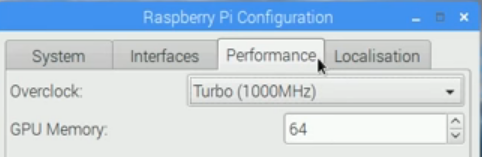 Raspberry Pi Configuration
System Interfaces Performance Localisation
Overclock: Turbo (1000MHz)
GPU Memory: 64